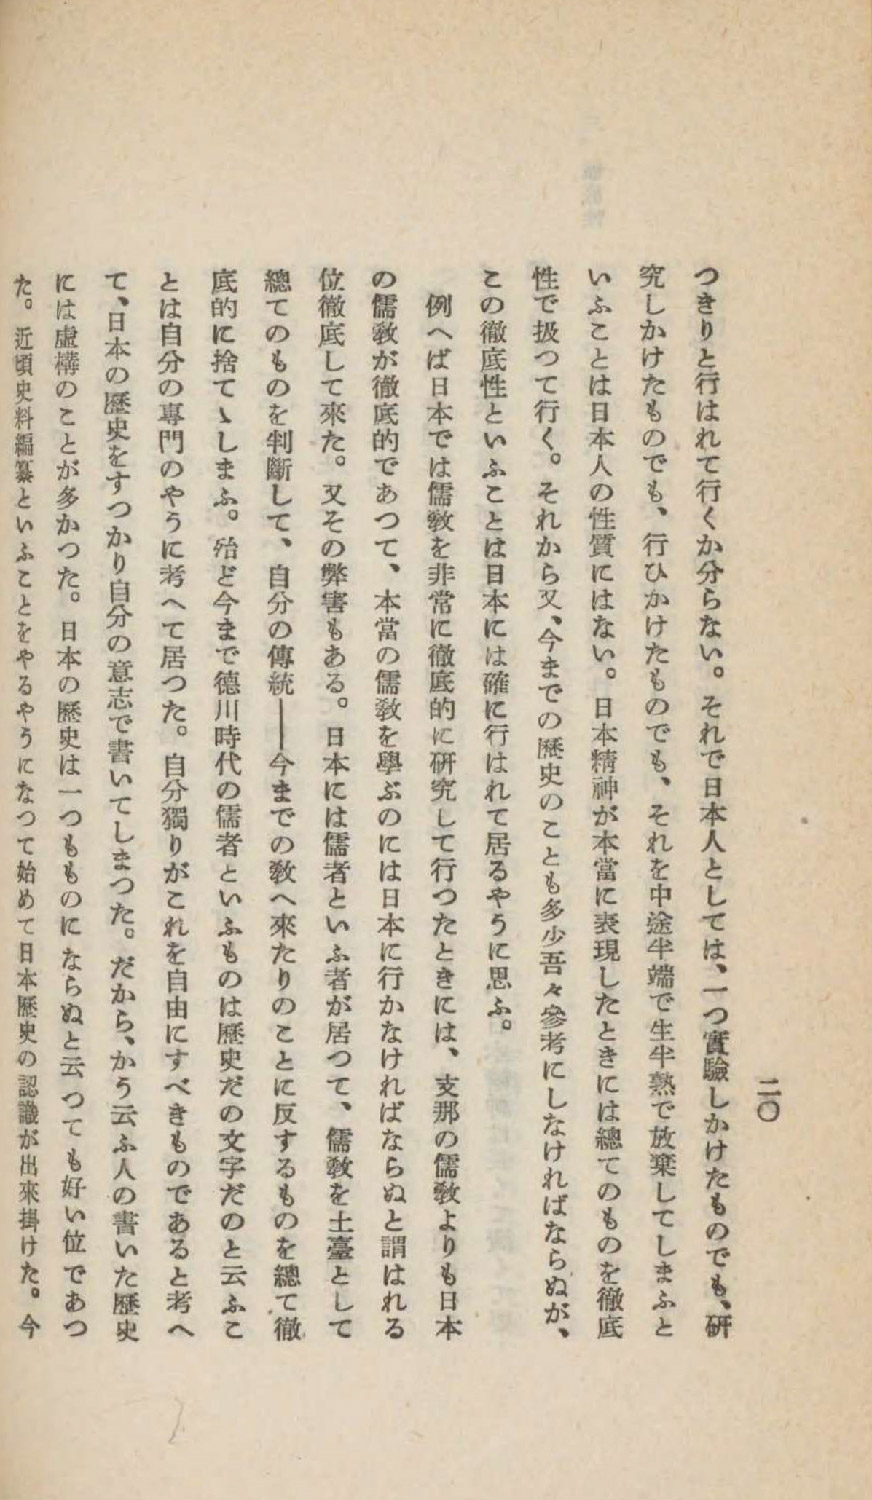 二〇
つきりと行はれて行くか分らない。それで日本人としては、一つ實驗しかけたものでも、研
究しかけたものでも、行ひかけたものでも、それを中途半端で生半熟で放棄してしまふと
いふことは日本人の性質にはない。日本精神が本當に表現したときには總てのものを徹底
性で扱つて行く。それから又、今までの歷史のことも多少吾々參考にしなければならぬが、
この徹底性といふことは日本には確に行はれて居るやうに思ふ。
例へば日本では儒敎を非常に徹底的に硏究して行つたときには、支那の儒敎よりも日本
の儒敎が徹底的であつて、本當の儒敎を學ぶのには日本に行かなければならぬと謂はれる
位徹底して來た。又その弊害もある。日本には儒者といふ者が居つて、儒敎を土臺として
總てのものを判斷して、自分の傳統――今までの敎へ來たりのことに反するものを總て徹
底的に捨てゝしまふ。殆ど今まで德川時代の儒者といふものは歷史だの文字だのと云ふこ
とは自分の專門のやうに考へて居つた。自分獨りがこれを自由にすべきものであると考へ
て、日本の歷史をすつかり自分の意志で書いてしまつた。だから、かう云ふ人の書いた歷史
には虛構のことが多かつた。日本の歷史は一つもものにならぬと云つても好い位であつ
た。近頃史料編纂といふことをやるやうになつて始めて日本歷史の認識が出來掛けた。今